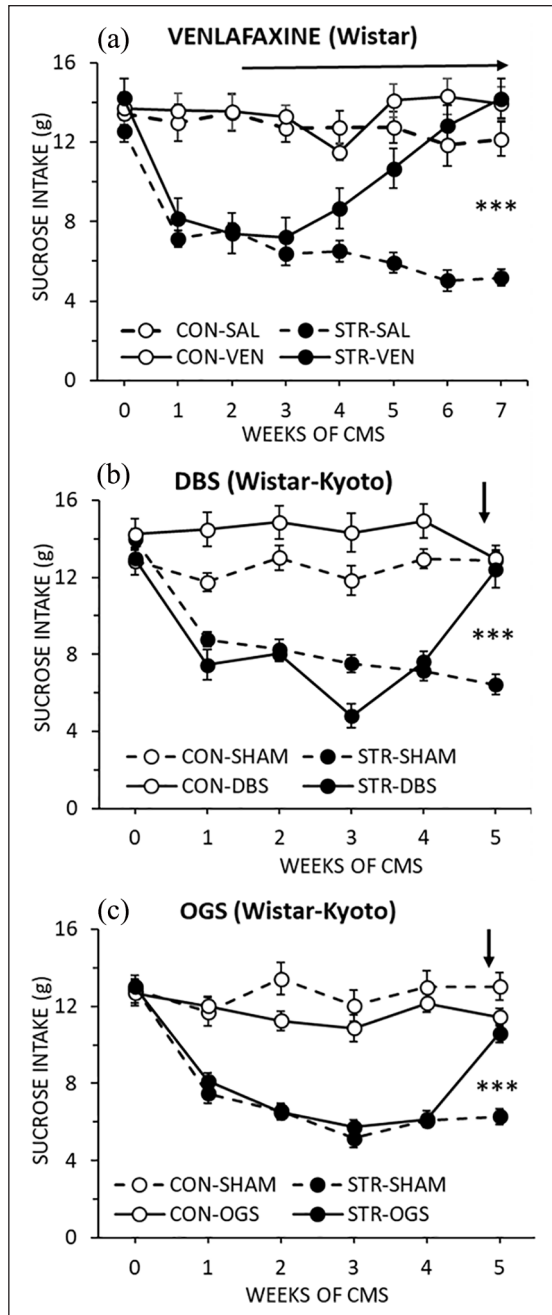 (a)
VENLAFAXINE (Wistar)
16
12
8
4
0
SUCROSE INTAKE (g)
***
CON-SAL STR-SAL
CON-VEN STR-VEN
0 1 2 3 4 5 6 7
WEEKS OF CMS
(b)
DBS (Wistar-Kyoto)
16
12
8
4
0
SUCROSE INTAKE (g)
***
CON-SHAM STR-SHAM
CON-DBS STR-DBS
0 1 2 3 4 5
WEEKS OF CMS
(c)
OGS (Wistar-Kyoto)
16
12
8
4
0
SUCROSE INTAKE (g)
***
CON-SHAM STR-SHAM
CON-OGS STR-OGS
0 1 2 3 4 5
WEEKS OF CMS